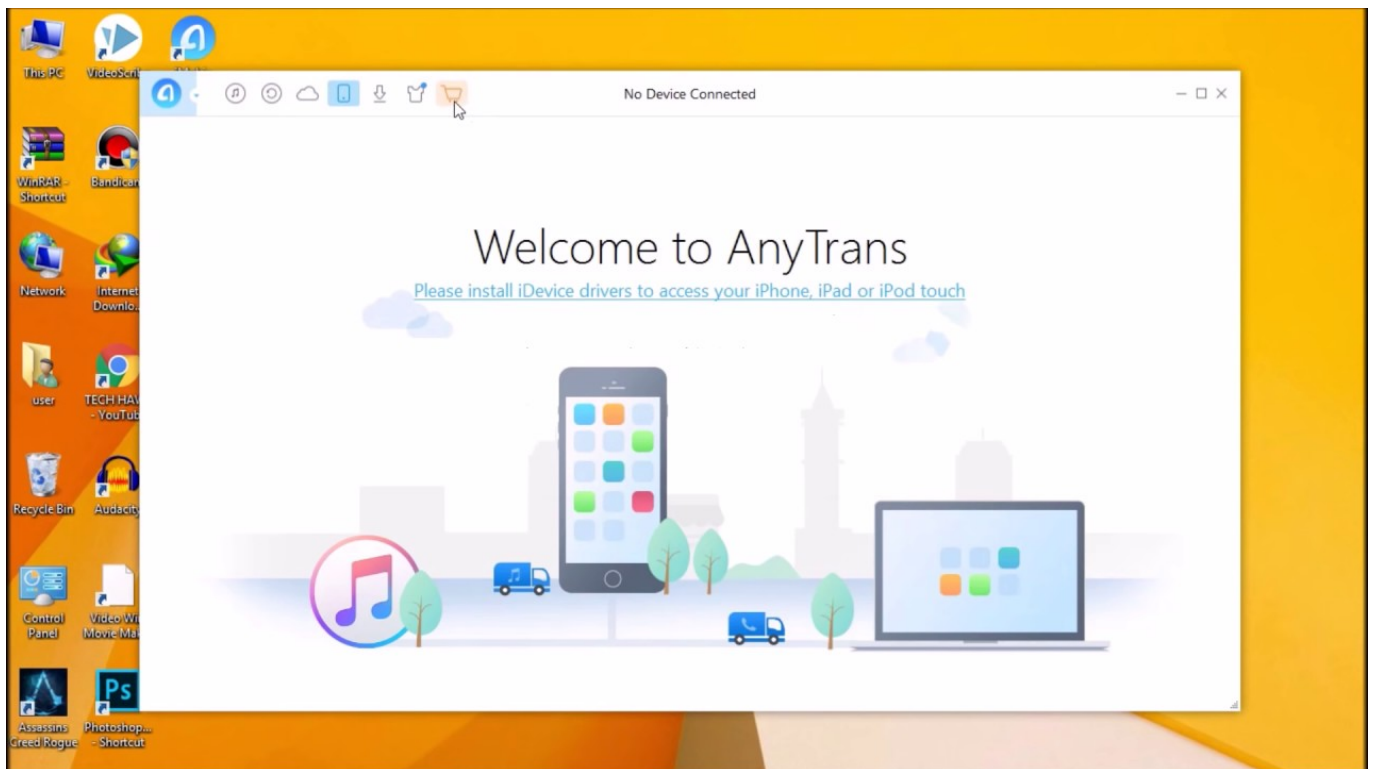 This PC
No Device Connected
WinRAR -
Shortcut
Bandicam
Welcome to AnyTrans
Please install iDevice drivers to access your iPhone, iPad or iPod touch
Network
Internet
Downlo...
user
TECH HAV
- YouTub
Recycle Bin
Audacity
Control
Panel
Video Wi
Movie Mak
Ps
Assassins
Creed Rogue
Photoshop...
- Shortcut